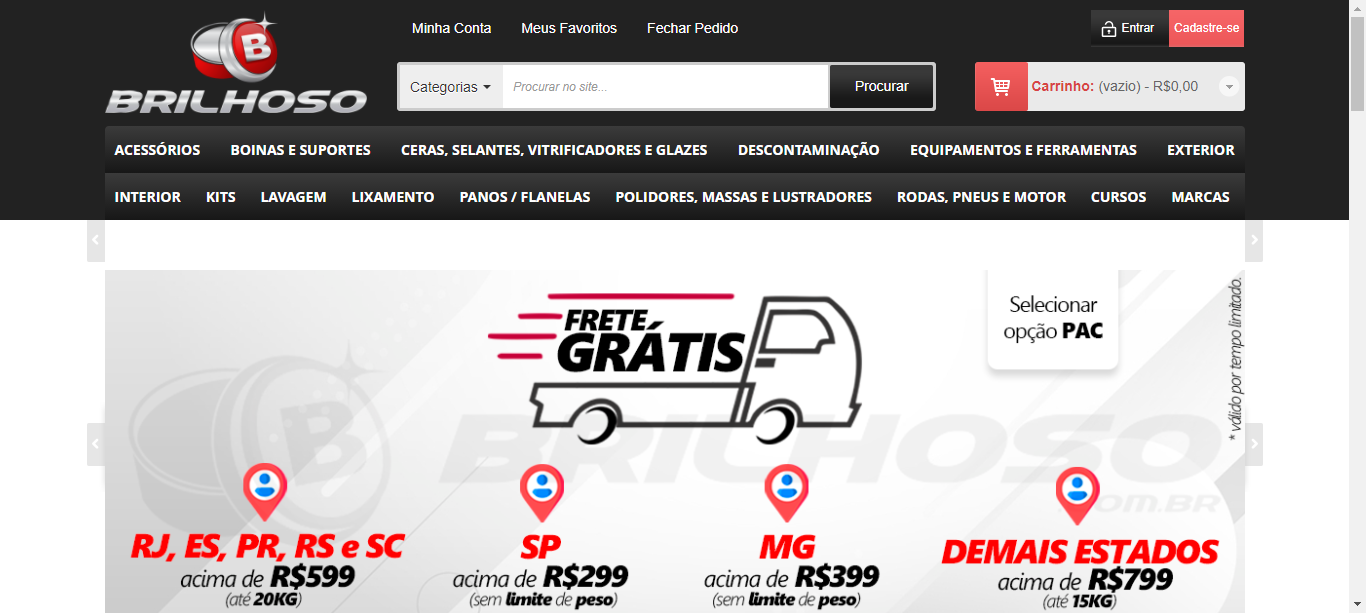 Minha Conta Meus Favoritos Fechar Pedido
Entrar Cadastre-se
B
BRILHOSO
Categorias Procurar no site... Procurar
Carrinho: (vazio) - R$0,00
ACESSÓRIOS BOINAS E SUPORTES CERAS, SELANTES, VITRIFICADORES E GLAZES DESCONTAMINAÇÃO EQUIPAMENTOS E FERRAMENTAS EXTERIOR
INTERIOR KITS LAVAGEM LIXAMENTO PANOS / FLANELAS POLIDORES, MASSAS E LUSTRADORES RODAS, PNEUS E MOTOR CURSOS MARCAS
FRETE
GRÁTIS
Selecionar
opção PAC
* válido por tempo limitado.
B
BRILHOSO
.COM.BR
RJ, ES, PR, RS e SC
acima de R$599
(até 20KG)
SP
acima de R$299
(sem limite de peso)
MG
acima de R$399
(sem limite de peso)
DEMAIS ESTADOS
acima de R$799
(até 15KG)